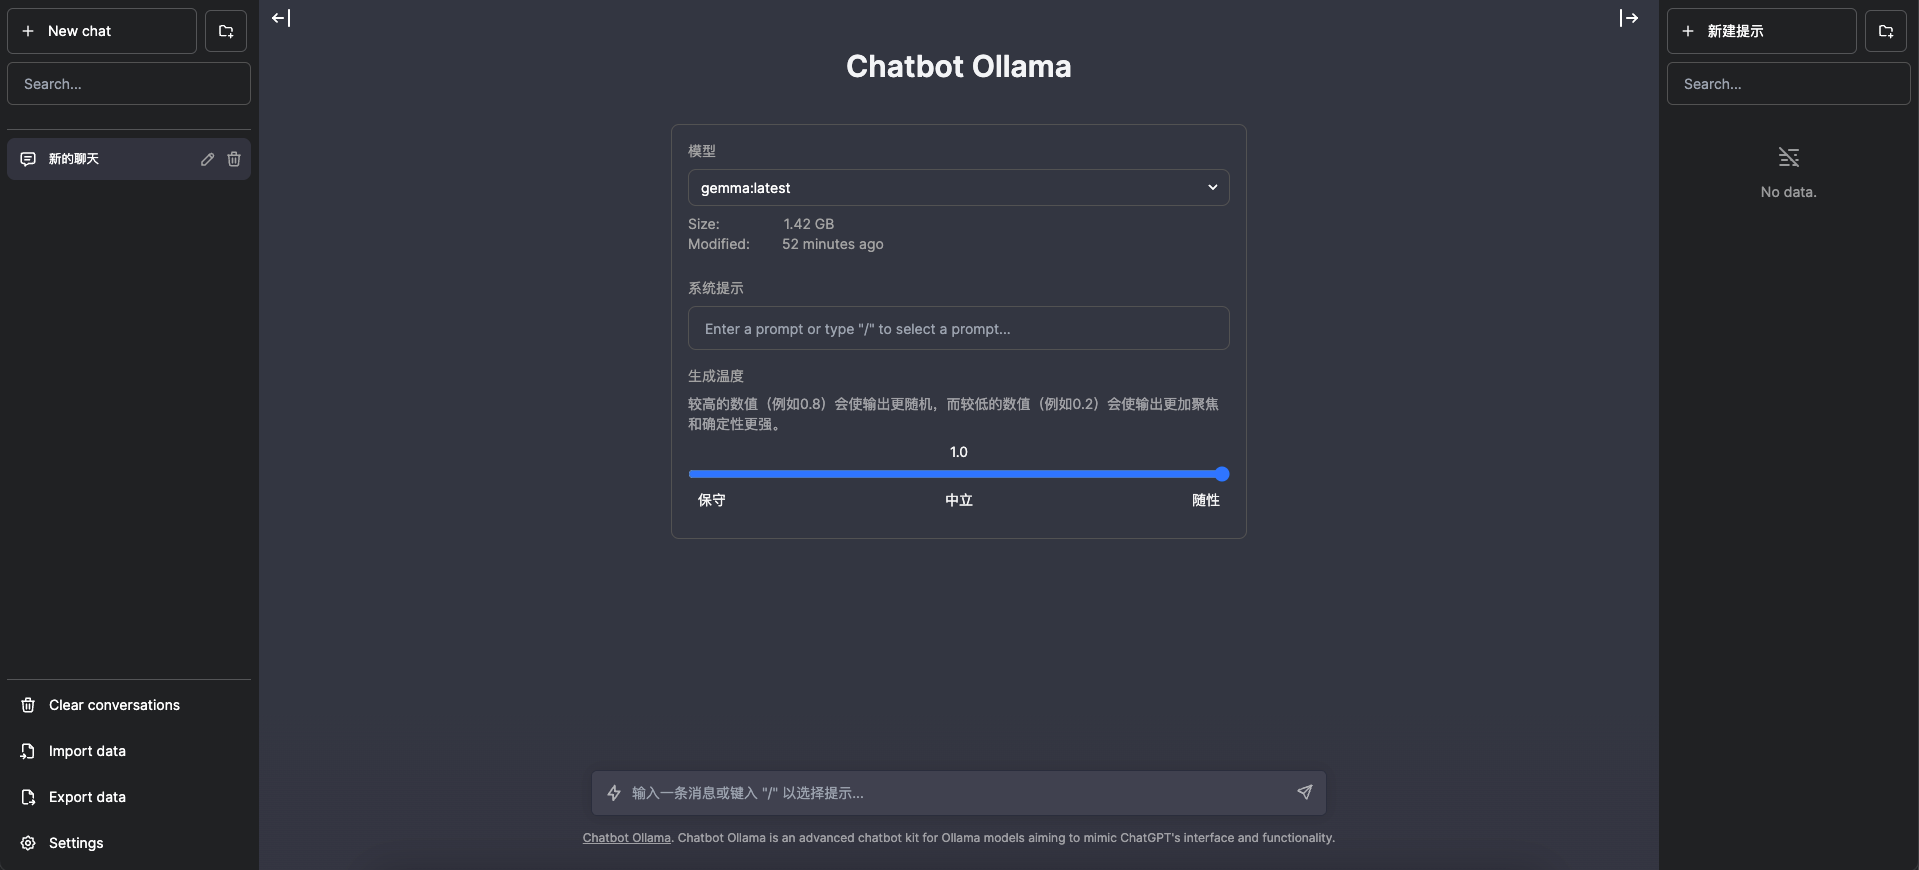 New chat
Search...
新的聊天
Clear conversations
Import data
Export data
Settings
Chatbot Ollama
模型
gemma:latest
Size: 1.42 GB
Modified: 52 minutes ago
系统提示
Enter a prompt or type "/" to select a prompt...
生成温度
较高的数值（例如0.8）会使输出更随机，而较低的数值（例如0.2）会使输出更加聚焦
和确定性更强。
1.0
保守 中立 随性
输入一条消息或键入 "/" 以选择提示...
Chatbot Ollama. Chatbot Ollama is an advanced chatbot kit for Ollama models aiming to mimic ChatGPT's interface and functionality.
新建提示
Search...
No data.